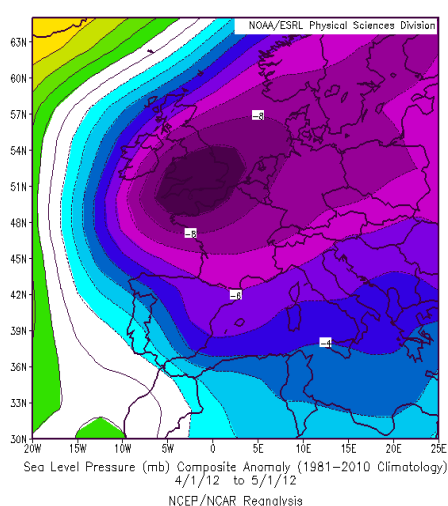 NOAA/ESRL Physical Sciences Division
63N
60N
57N
54N
51N
48N
45N
42N
39N
36N
33N
30N
-8
-8
-6
-4
20W 15W 10W 5W 0 5E 10E 15E 20E 25E
Sea Level Pressure (mb) Composite Anomaly (1981-2010 Climatology)
4/1/12 to 5/1/12
NCEP/NCAR Reanalysis